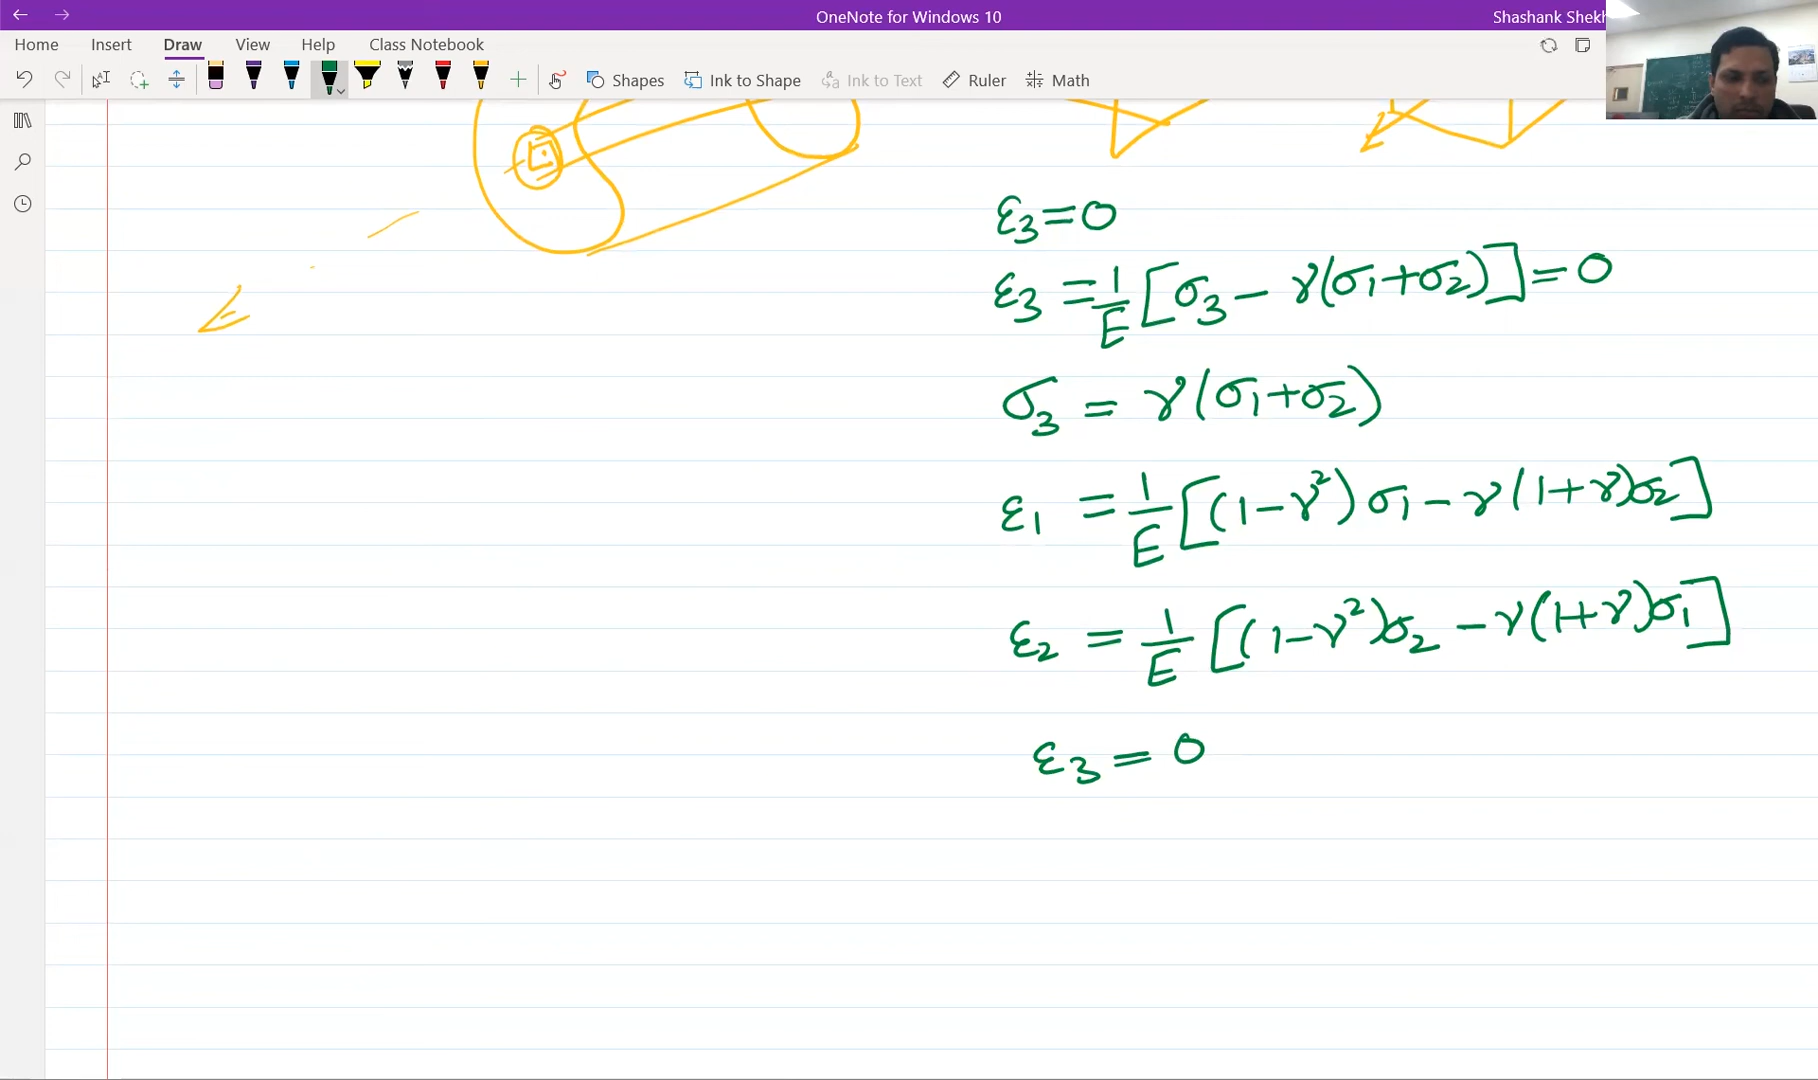 OneNote for Windows 10
Shashank Shekh
Home Insert Draw View Help Class Notebook
Shapes Ink to Shape Ink to Text Ruler Math
ε₃ = 0
ε₃ = 1/E [σ₃ - ν(σ₁+σ₂)] = 0
σ₃ = ν(σ₁+σ₂)
ε₁ = 1/E [(1-ν²)σ₁ - ν(1+ν)σ₂]
ε₂ = 1/E [(1-ν²)σ₂ - ν(1+ν)σ₁]
ε₃ = 0